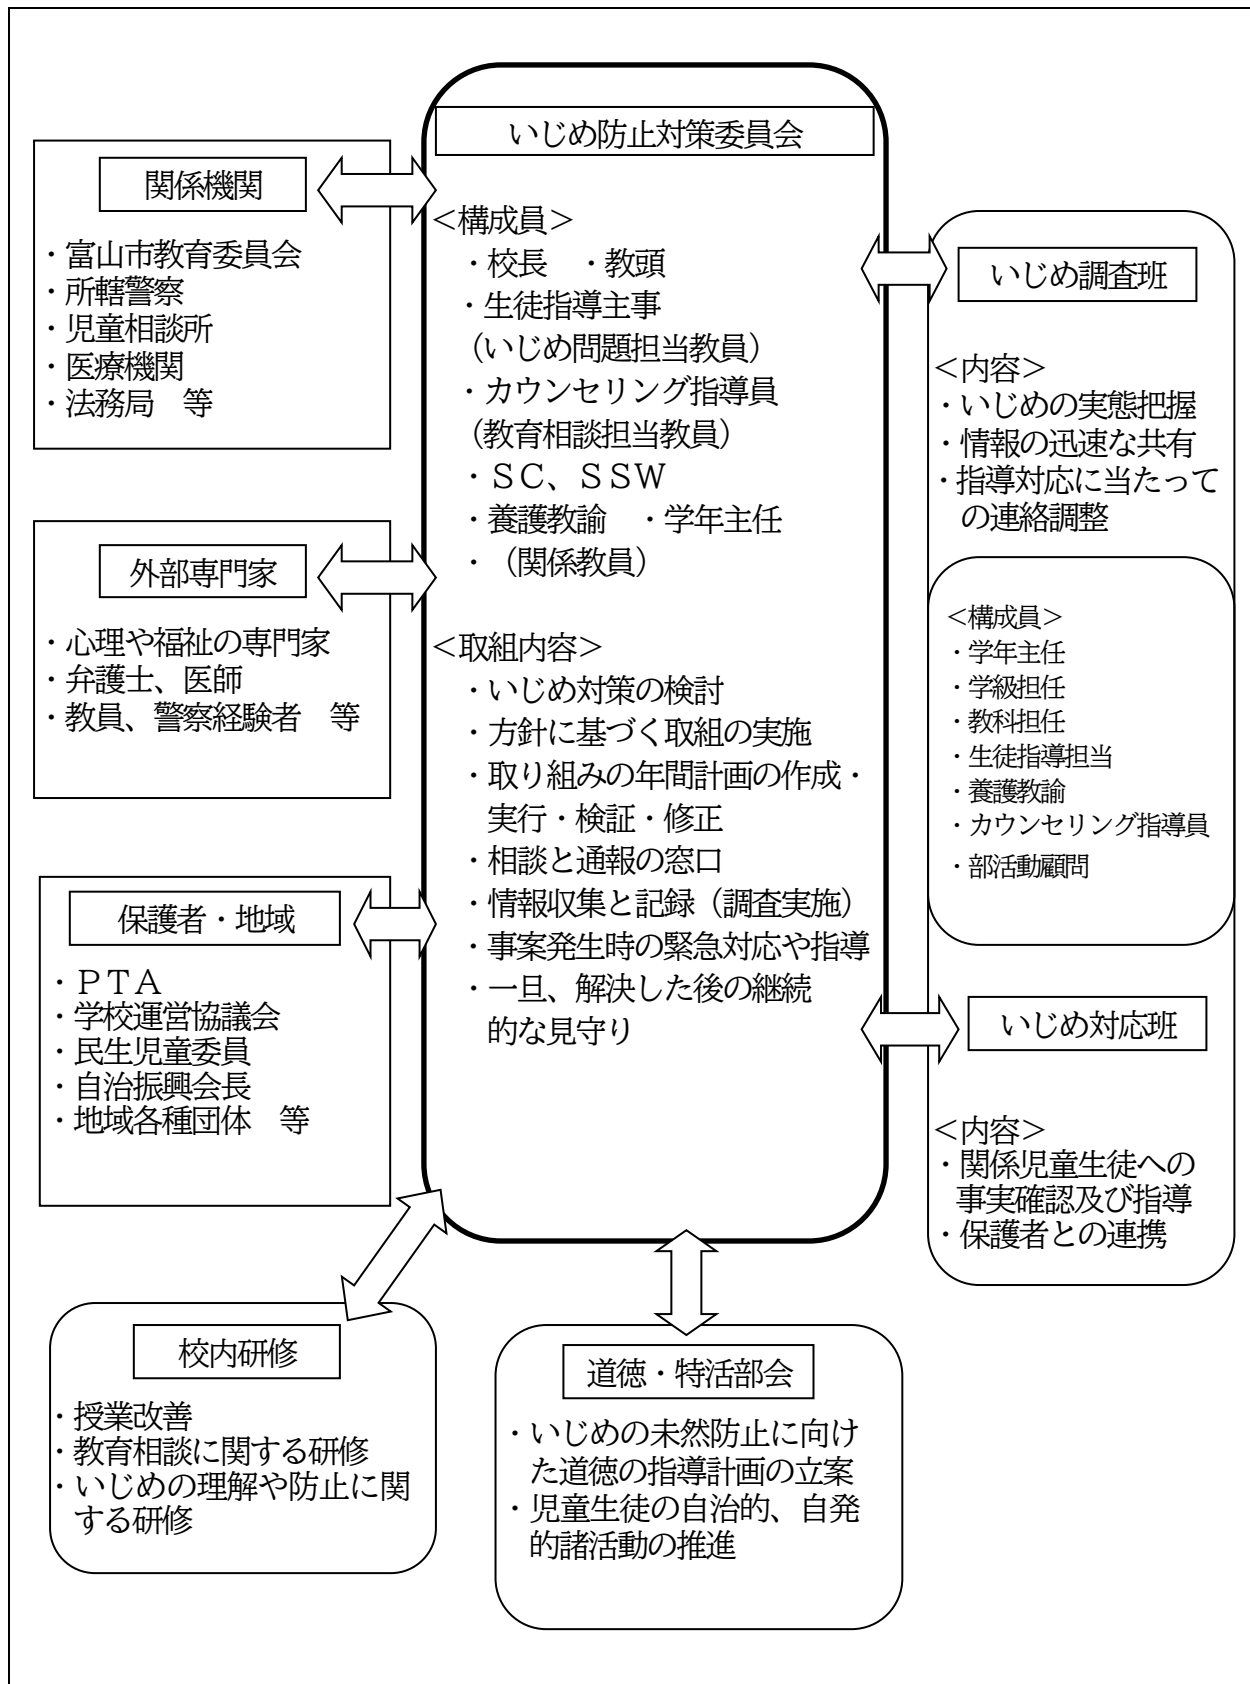 いじめ防止対策委員会
<構成員>
・校長　・教頭
・生徒指導主事
（いじめ問題担当教員）
・カウンセリング指導員
（教育相談担当教員）
・ＳＣ、ＳＳＷ
・養護教諭　・学年主任
・（関係教員）
<取組内容>
・いじめ対策の検討
・方針に基づく取組の実施
・取り組みの年間計画の作成・
実行・検証・修正
・相談と通報の窓口
・情報収集と記録（調査実施）
・事案発生時の緊急対応や指導
・一旦、解決した後の継続
的な見守り
関係機関
・富山市教育委員会
・所轄警察
・児童相談所
・医療機関
・法務局　等
外部専門家
・心理や福祉の専門家
・弁護士、医師
・教員、警察経験者　等
保護者・地域
・ＰＴＡ
・学校運営協議会
・民生児童委員
・自治振興会長
・地域各種団体　等
いじめ調査班
<内容>
・いじめの実態把握
・情報の迅速な共有
・指導対応に当たって
の連絡調整
<構成員>
・学年主任
・学級担任
・教科担任
・生徒指導担当
・養護教諭
・カウンセリング指導員
・部活動顧問
いじめ対応班
<内容>
・関係児童生徒への
事実確認及び指導
・保護者との連携
校内研修
・授業改善
・教育相談に関する研修
・いじめの理解や防止に関
する研修
道徳・特活部会
・いじめの未然防止に向け
た道徳の指導計画の立案
・児童生徒の自治的、自発
的諸活動の推進